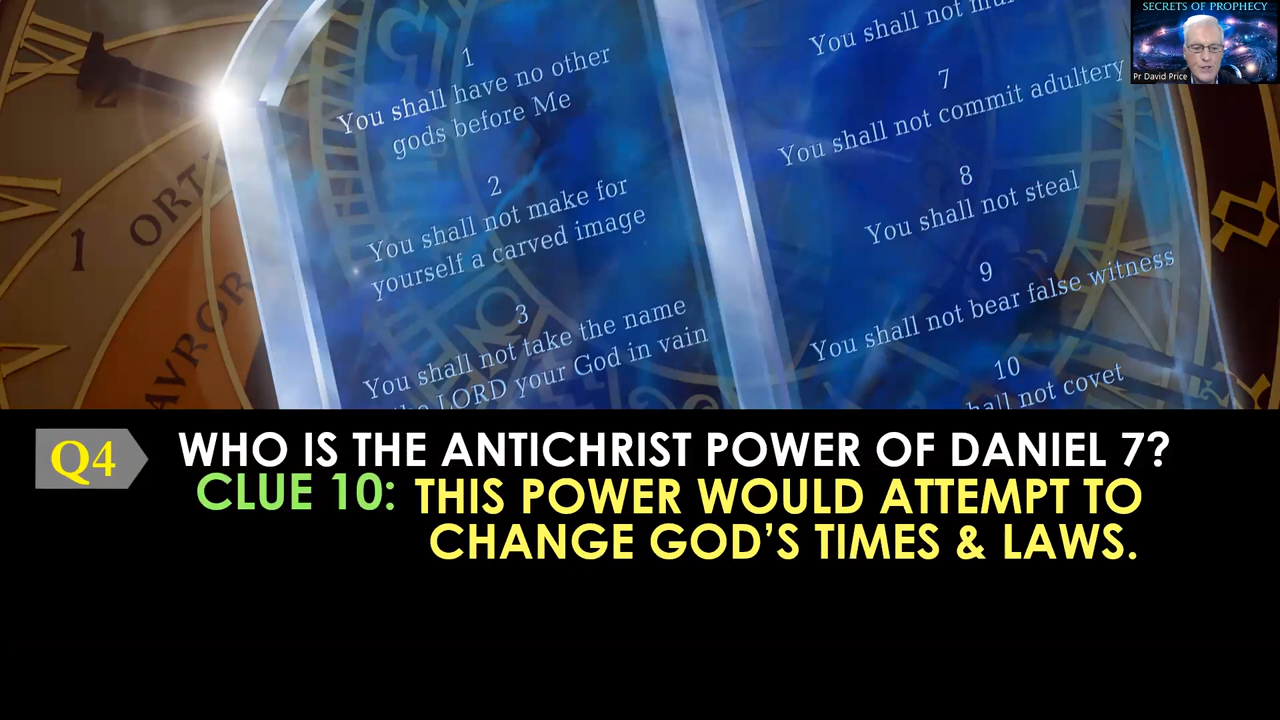 SECRETS OF PROPHECY
Pr David Price
2
1
ORT
AVROR
1
You shall have no other
gods before Me
2
You shall not make for
yourself a carved image
3
You shall not take the name
LORD your God in vain
You shall not
7
You shall not commit adultery
8
You shall not steal
9
You shall not bear false witness
10
not covet
Q4
WHO IS THE ANTICHRIST POWER OF DANIEL 7?
CLUE 10: THIS POWER WOULD ATTEMPT TO
CHANGE GOD’S TIMES & LAWS.